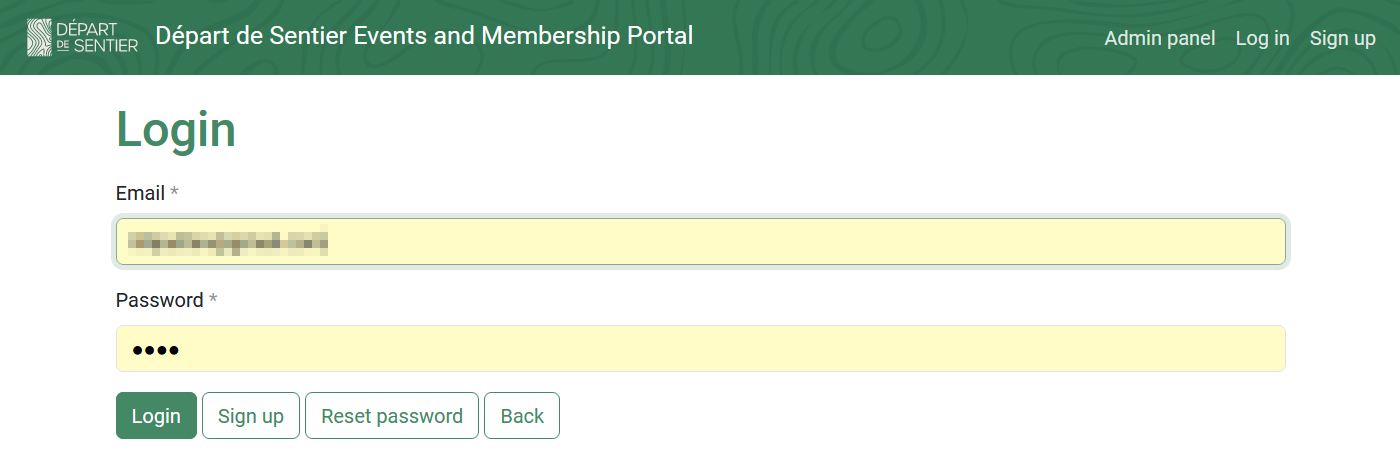 DÉPART
DE SENTIER
Départ de Sentier Events and Membership Portal
Admin panel Log in Sign up
Login
Email *
Password *
Login Sign up Reset password Back